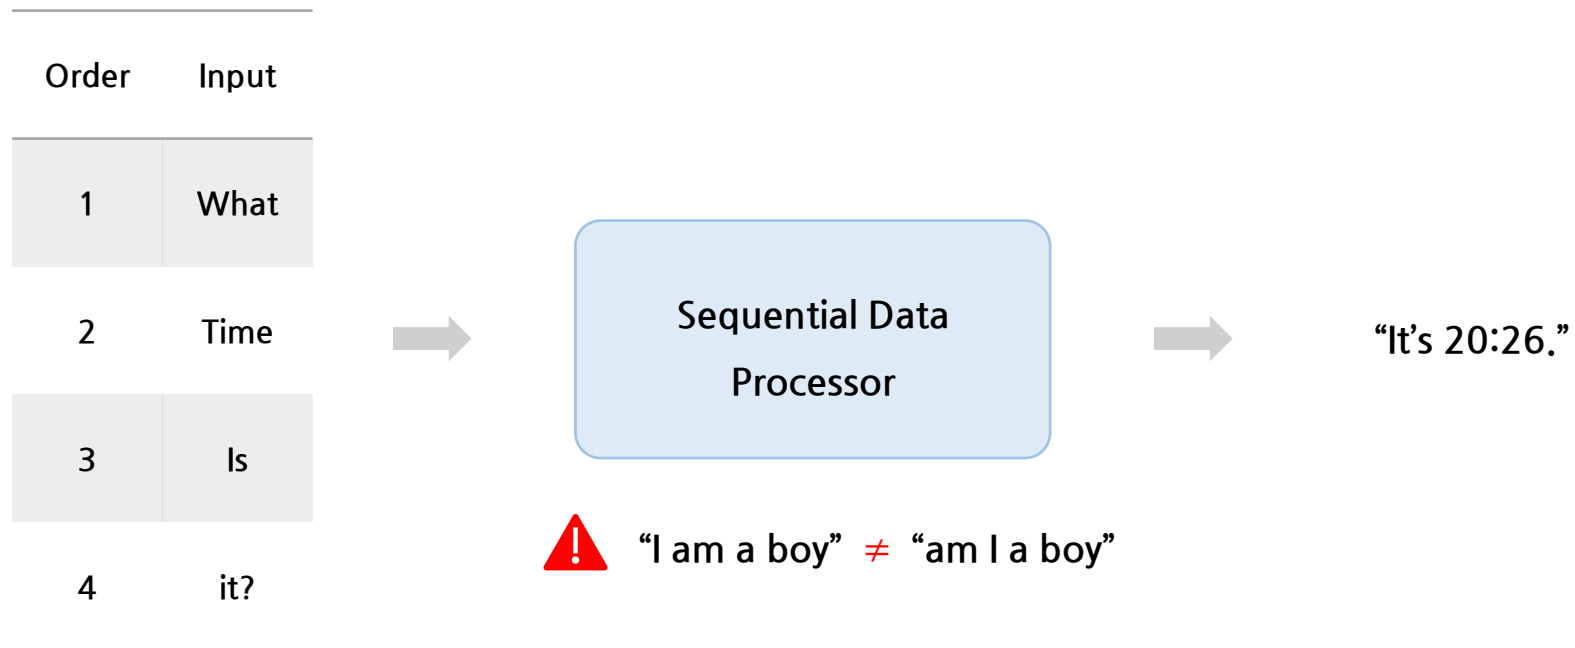 Order Input
1 What
2 Time
3 Is
4 it?
Sequential Data
Processor
“I am a boy” ≠ “am I a boy”
“It’s 20:26.”